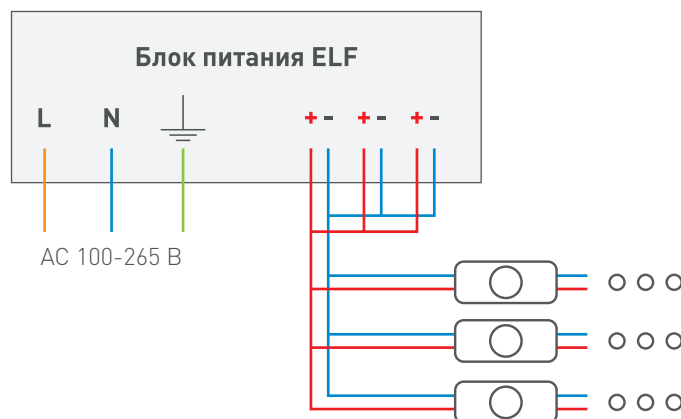 Блок питания ELF
L N + - + - + -
AC 100-265 В